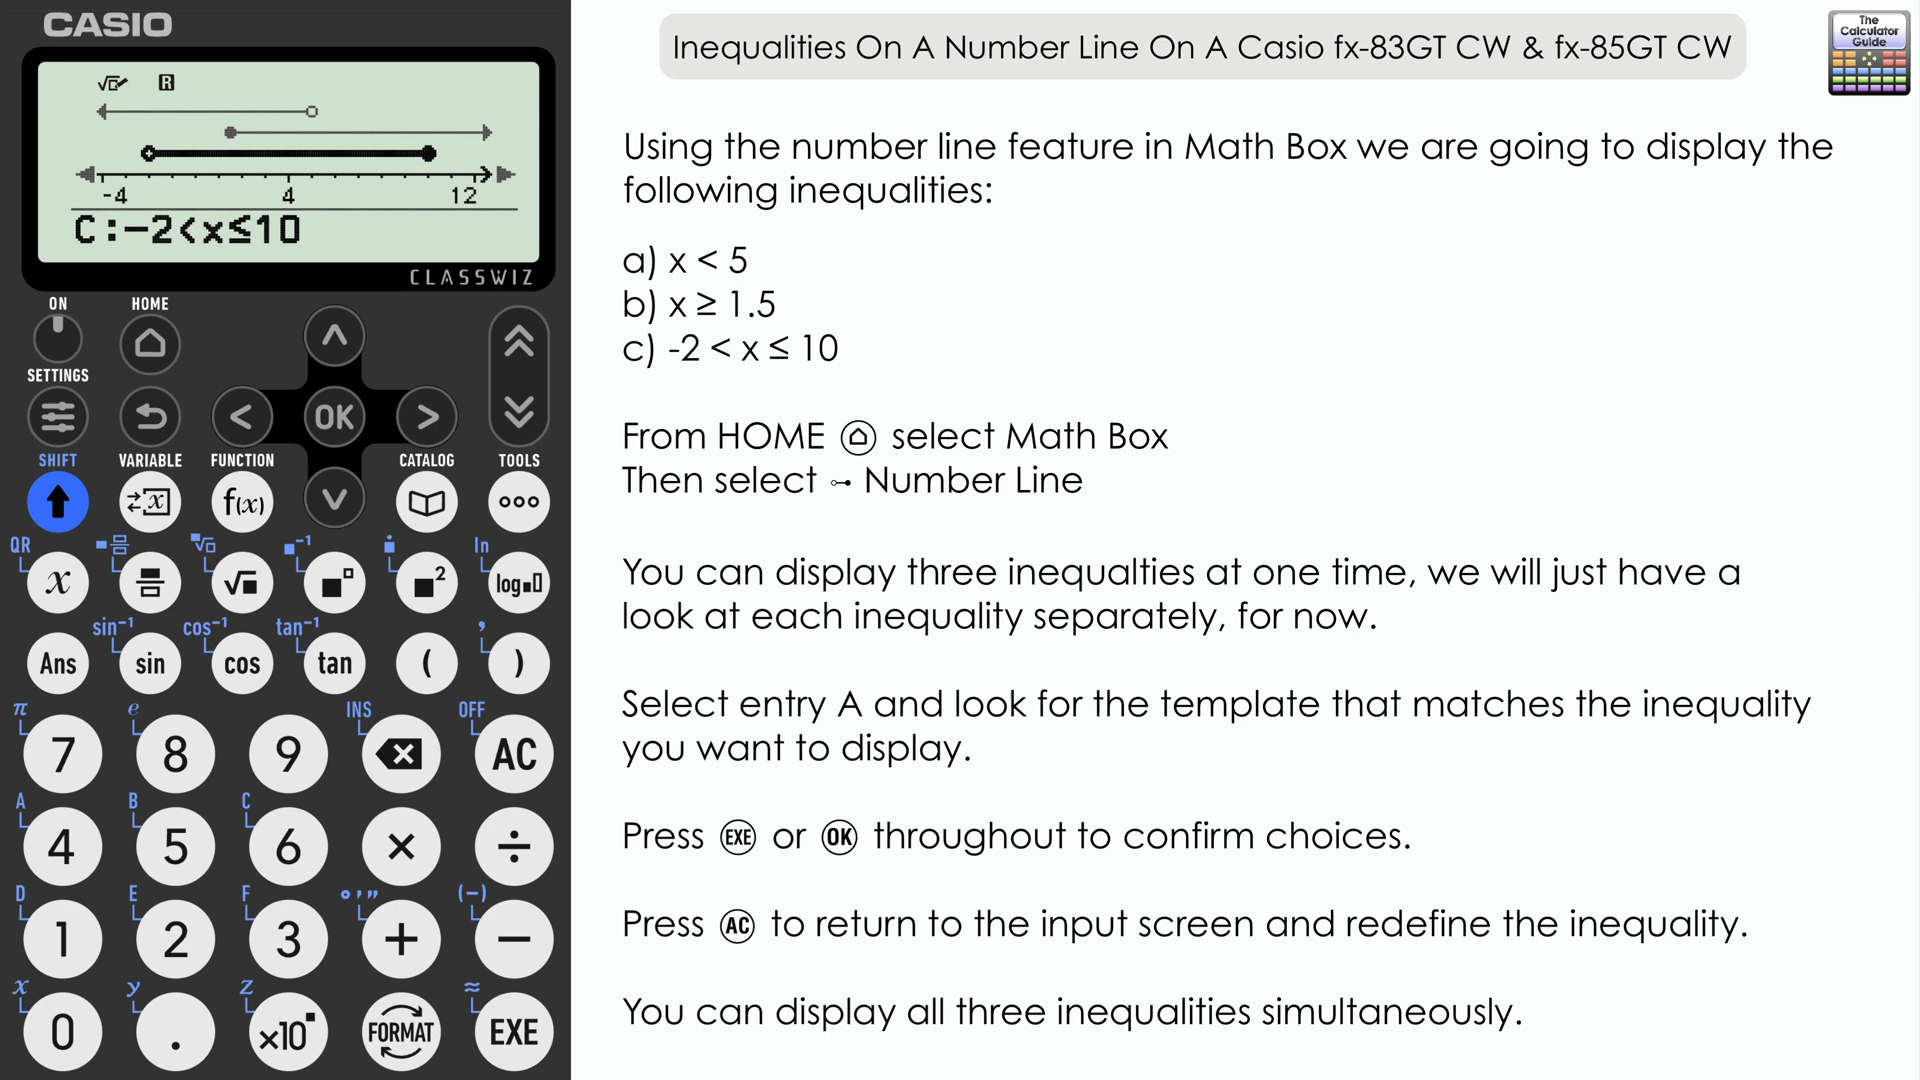 CASIO
√ R
-4 4 12
C:-2<x≤10
CLASSWIZ
ON HOME
SETTINGS
OK
SHIFT VARIABLE FUNCTION CATALOG TOOLS
x f(x) ooo
QR ■√ ■⁻¹ ln
x √■ ■² log■
sin⁻¹ cos⁻¹ tan⁻¹ ,
Ans sin cos tan ( )
π e INS OFF
7 8 9 AC
A B C
4 5 6 × ÷
D E F ° ′ ″ (−)
1 2 3 + −
x y z ≈
0 . ×10■ FORMAT EXE
Inequalities On A Number Line On A Casio fx-83GT CW & fx-85GT CW
The
Calculator
Guide
Using the number line feature in Math Box we are going to display the
following inequalities:
a) x < 5
b) x ≥ 1.5
c) -2 < x ≤ 10
From HOME select Math Box
Then select Number Line
You can display three inequalties at one time, we will just have a
look at each inequality separately, for now.
Select entry A and look for the template that matches the inequality
you want to display.
Press EXE or OK throughout to confirm choices.
Press AC to return to the input screen and redefine the inequality.
You can display all three inequalities simultaneously.